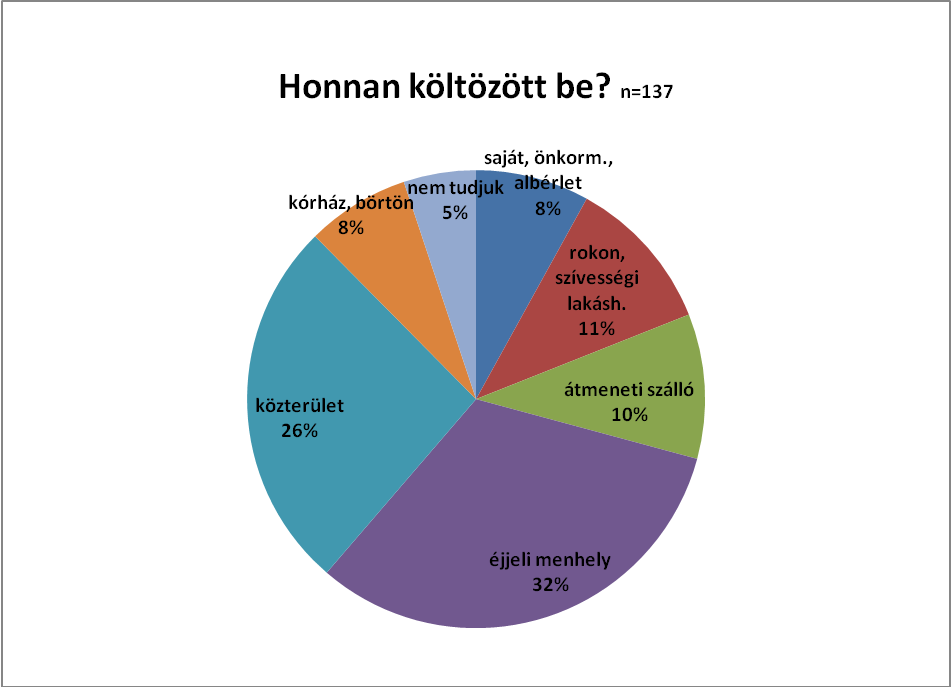 Honnan költözött be? n=137
saját, önkorm.,
albérlet
8%
rokon,
szívességi
lakásh.
11%
átmeneti szálló
10%
éjjeli menhely
32%
közterület
26%
kórház, börtön
8%
nem tudjuk
5%